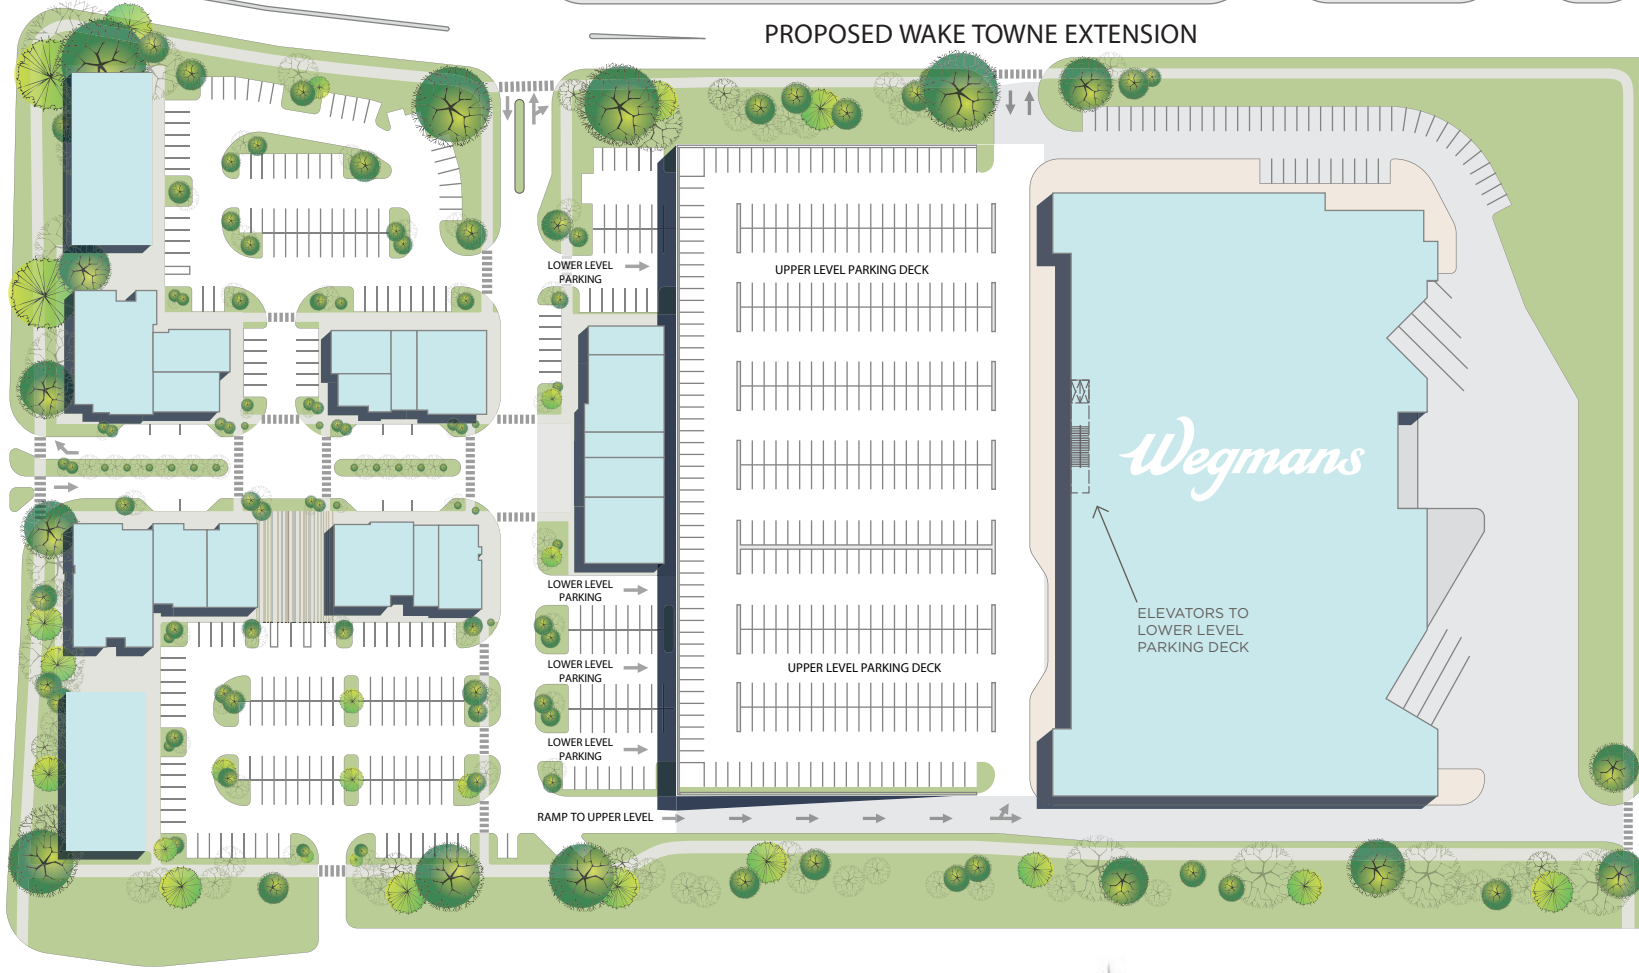 PROPOSED WAKE TOWNE EXTENSION
LOWER LEVEL
PARKING
UPPER LEVEL PARKING DECK
Wegmans
LOWER LEVEL
PARKING
ELEVATORS TO
LOWER LEVEL
PARKING DECK
LOWER LEVEL
PARKING
UPPER LEVEL PARKING DECK
LOWER LEVEL
PARKING
RAMP TO UPPER LEVEL